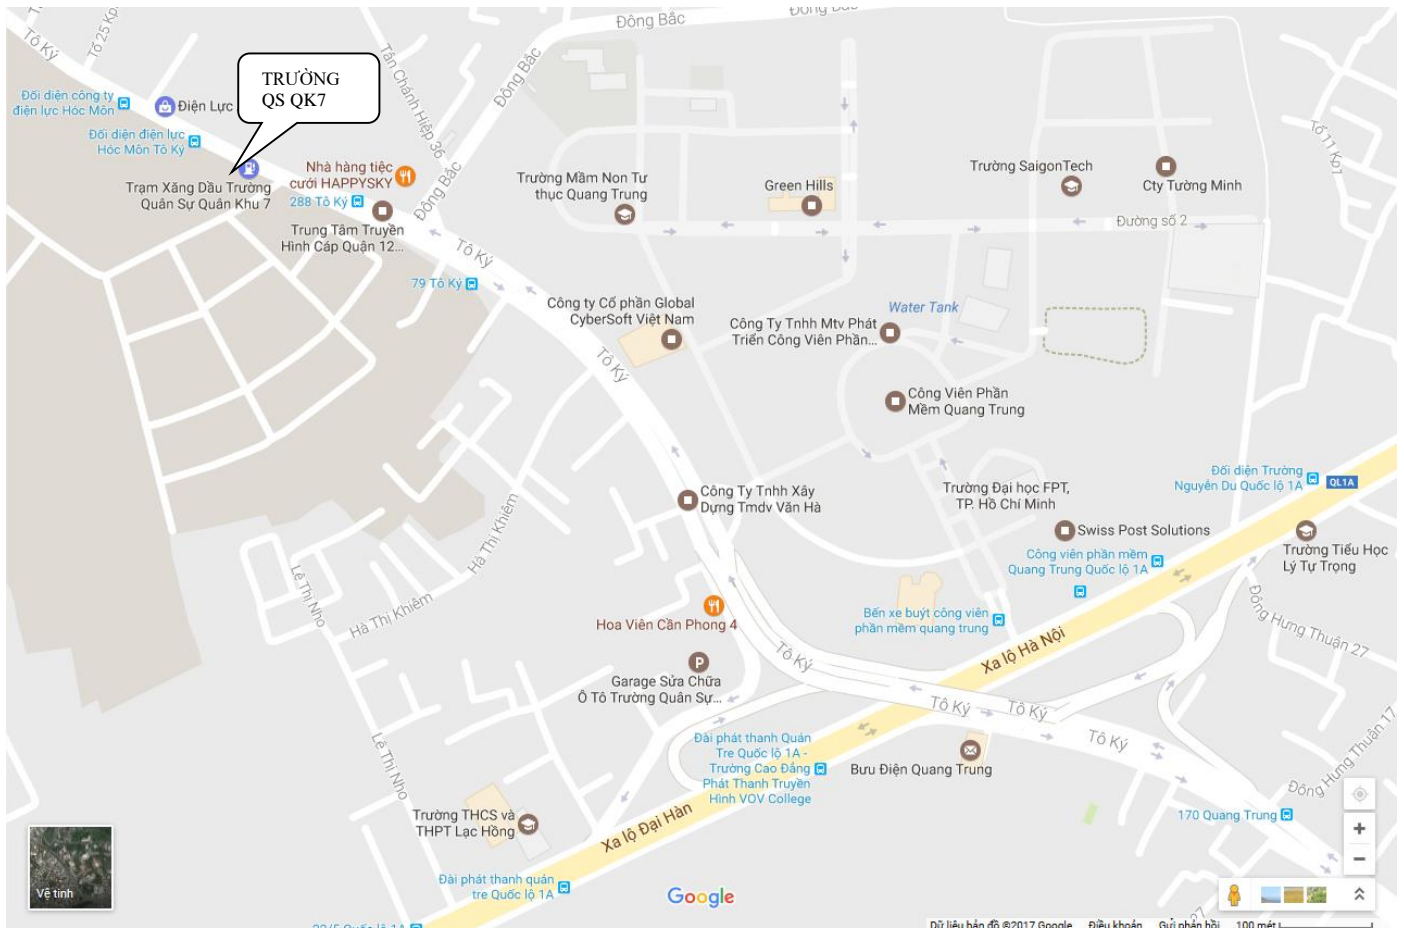 Đông Bắc
Tô Ký
Tổ 25 Kp
Tân Chánh Hiệp 36
Đông Bắc
TRƯỜNG
QS QK7
Đối diện công ty
điện lực Hóc Môn
Điện Lực
Đối diện điện lực
Hóc Môn Tô Ký
Trạm Xăng Dầu Trường
Quân Sự Quân Khu 7
Nhà hàng tiệc
cưới HAPPYSKY
288 Tô Ký
Trung Tâm Truyền
Hình Cáp Quận 12...
Đông Bắc
Tô Ký
79 Tô Ký
Trường Mầm Non Tư
thục Quang Trung
Green Hills
Trường SaigonTech
Cty Tường Minh
Tổ 11 Kp1
Đường số 2
Công ty Cổ phần Global
CyberSoft Việt Nam
Công Ty Tnhh Mtv Phát
Triển Công Viên Phần...
Water Tank
Tô Ký
Công Viên Phần
Mềm Quang Trung
Công Ty Tnhh Xây
Dựng Tmdv Văn Hà
Trường Đại học FPT,
TP. Hồ Chí Minh
Đối diện Trường
Nguyễn Du Quốc lộ 1A
QL1A
Swiss Post Solutions
Công viên phần mềm
Quang Trung Quốc lộ 1A
Trường Tiểu Học
Lý Tự Trọng
Hà Thị Khiêm
Lê Thị Nho
Hà Thị Khiêm
Hoa Viên Cần Phong 4
Bến xe buýt công viên
phần mềm quang trung
Xa lộ Hà Nội
Đông Hưng Thuận 27
Tô Ký
Garage Sửa Chữa
Ô Tô Trường Quân Sự...
Tô Ký
Tô Ký
Tô Ký
Đài phát thanh Quán
Tre Quốc lộ 1A -
Trường Cao Đẳng
Phát Thanh Truyền
Hình VOV College
Bưu Điện Quang Trung
Đông Hưng Thuận 17
Lê Thị Nho
Trường THCS và
THPT Lạc Hồng
Xa lộ Đại Hàn
170 Quang Trung
Đài phát thanh quán
tre Quốc lộ 1A
Vệ tinh
Google
Dữ liệu bản đồ ©2017 Google Điều khoản Gửi phản hồi 100 mét